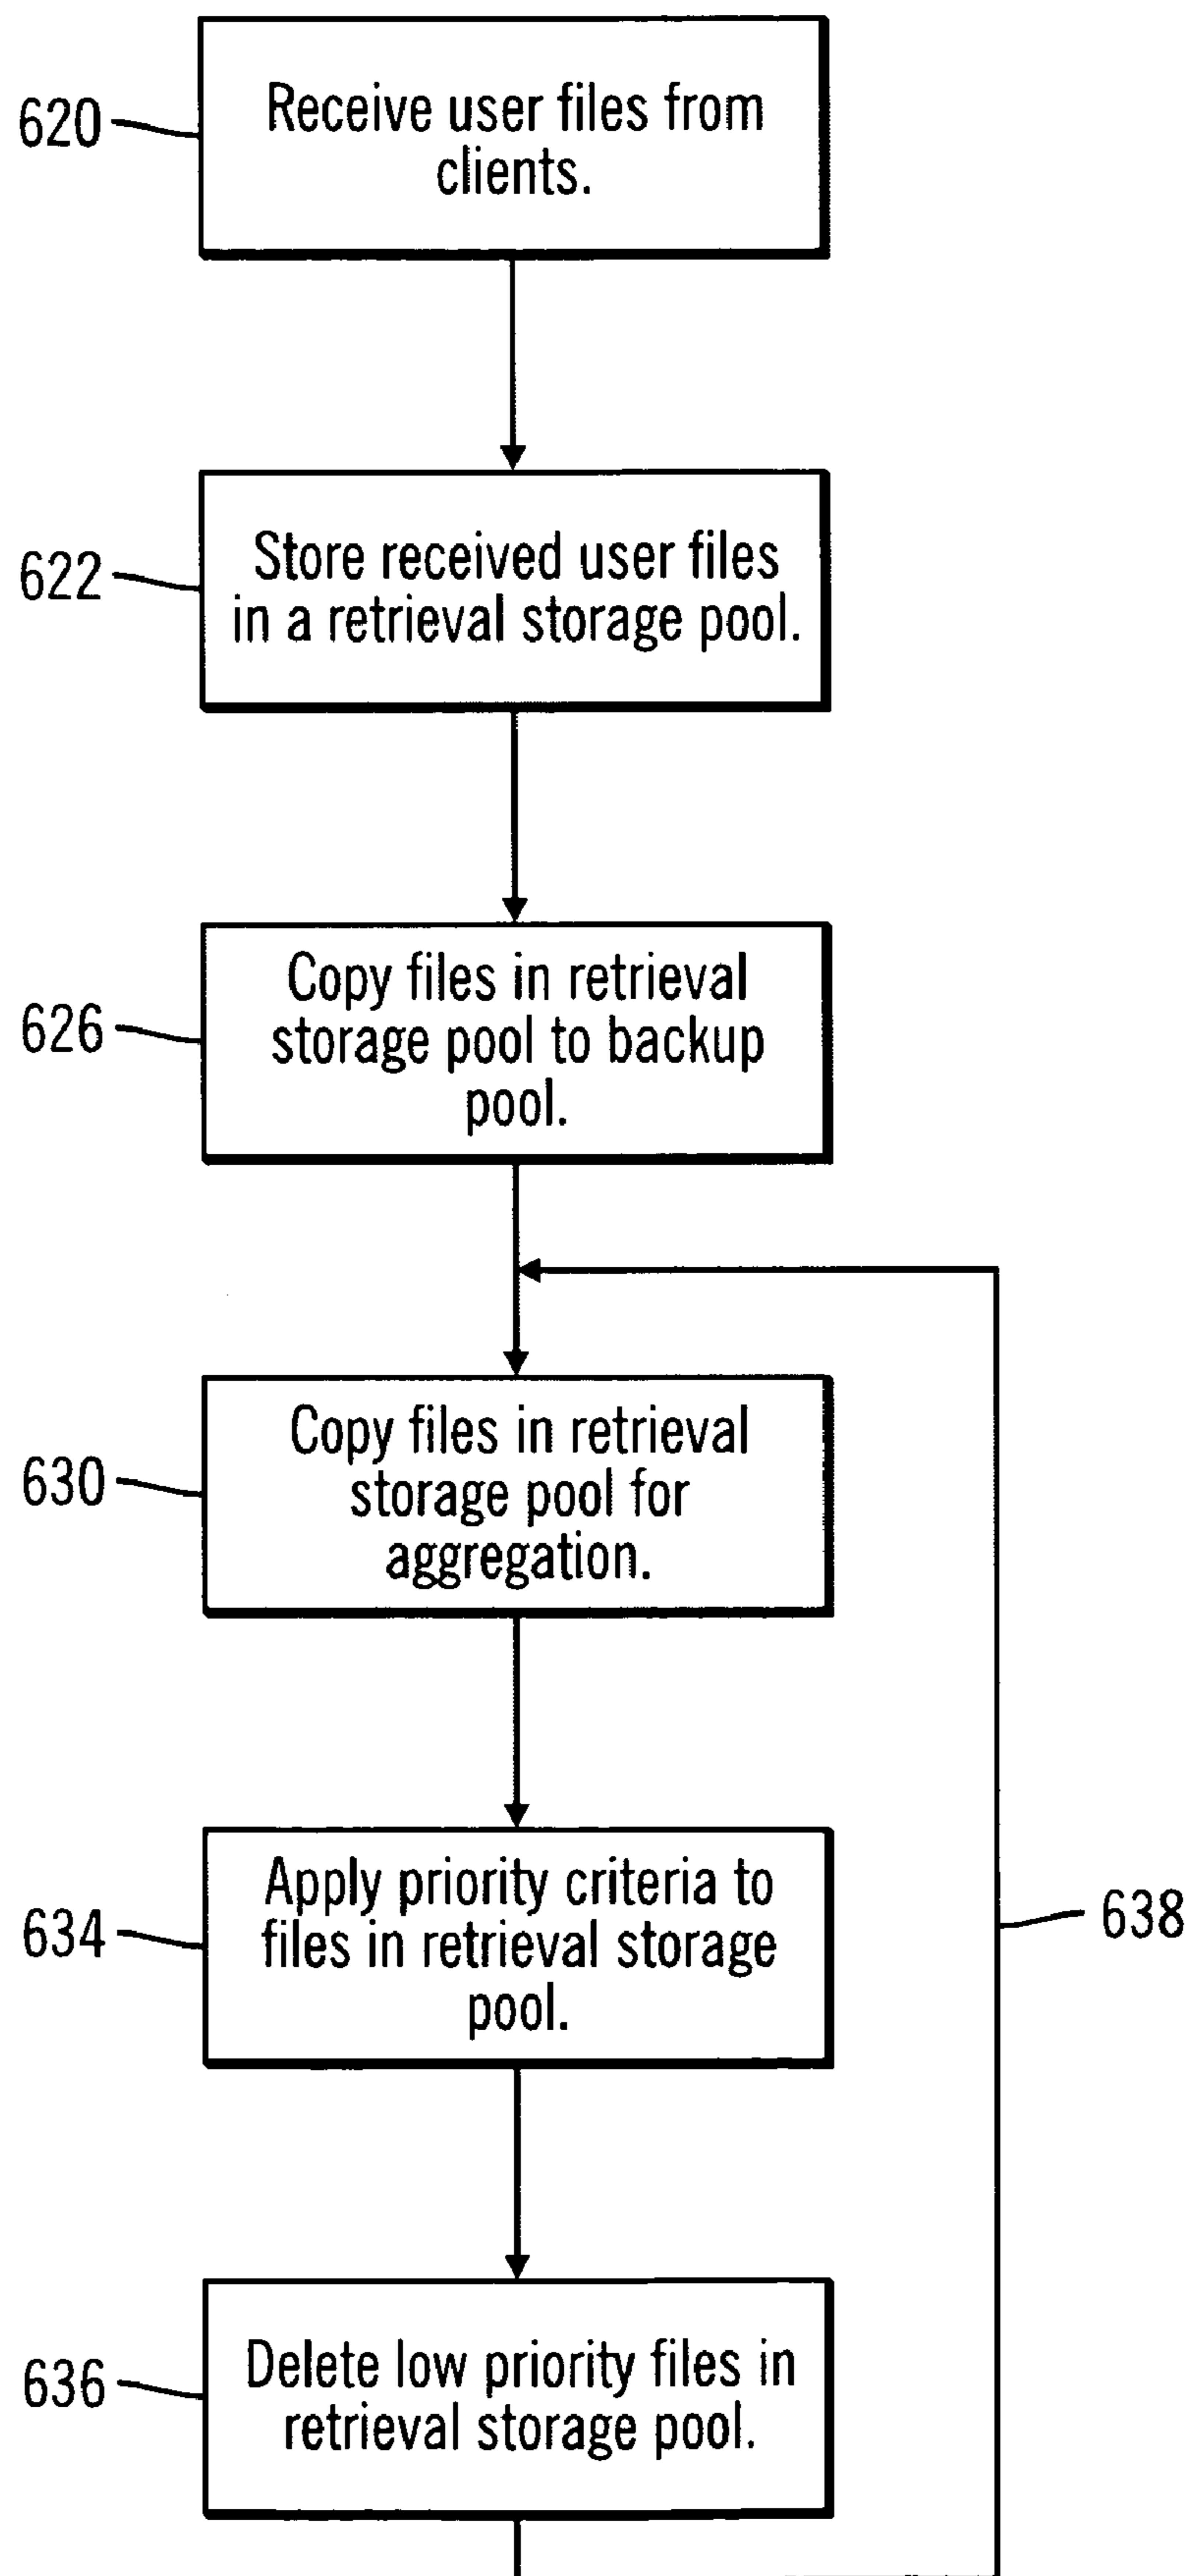 620
Receive user files from
clients.
622
Store received user files
in a retrieval storage pool.
626
Copy files in retrieval
storage pool to backup
pool.
630
Copy files in retrieval
storage pool for
aggregation.
634
Apply priority criteria to
files in retrieval storage
pool.
638
636
Delete low priority files in
retrieval storage pool.